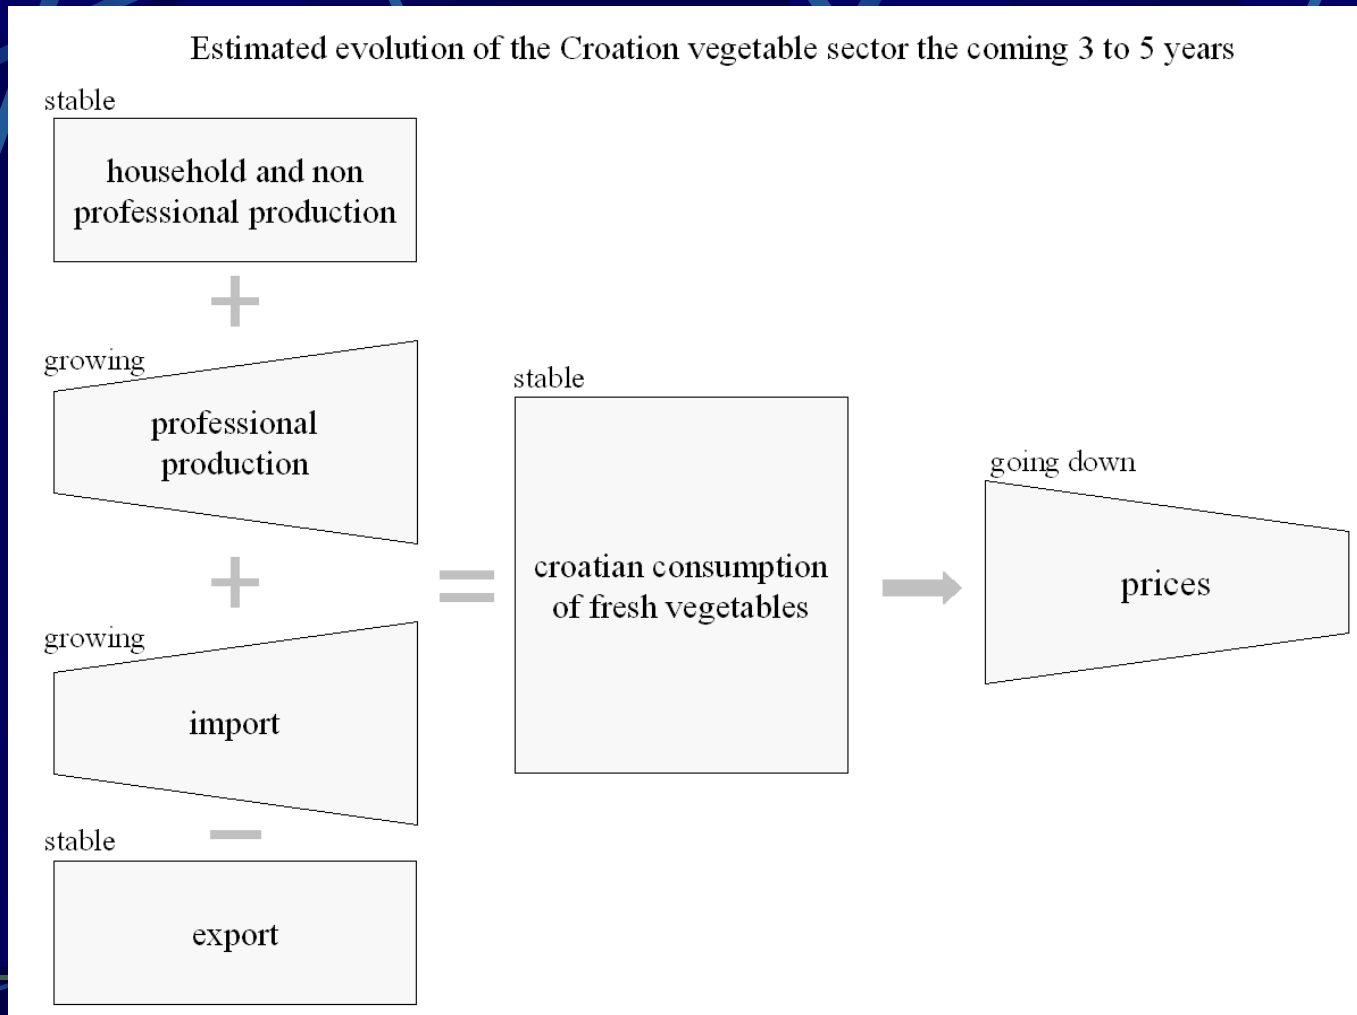 Estimated evolution of the Croation vegetable sector the coming 3 to 5 years
stable
household and non
professional production
+
growing
professional
production
+
growing
import
−
stable
export
=
stable
croatian consumption
of fresh vegetables
going down
prices